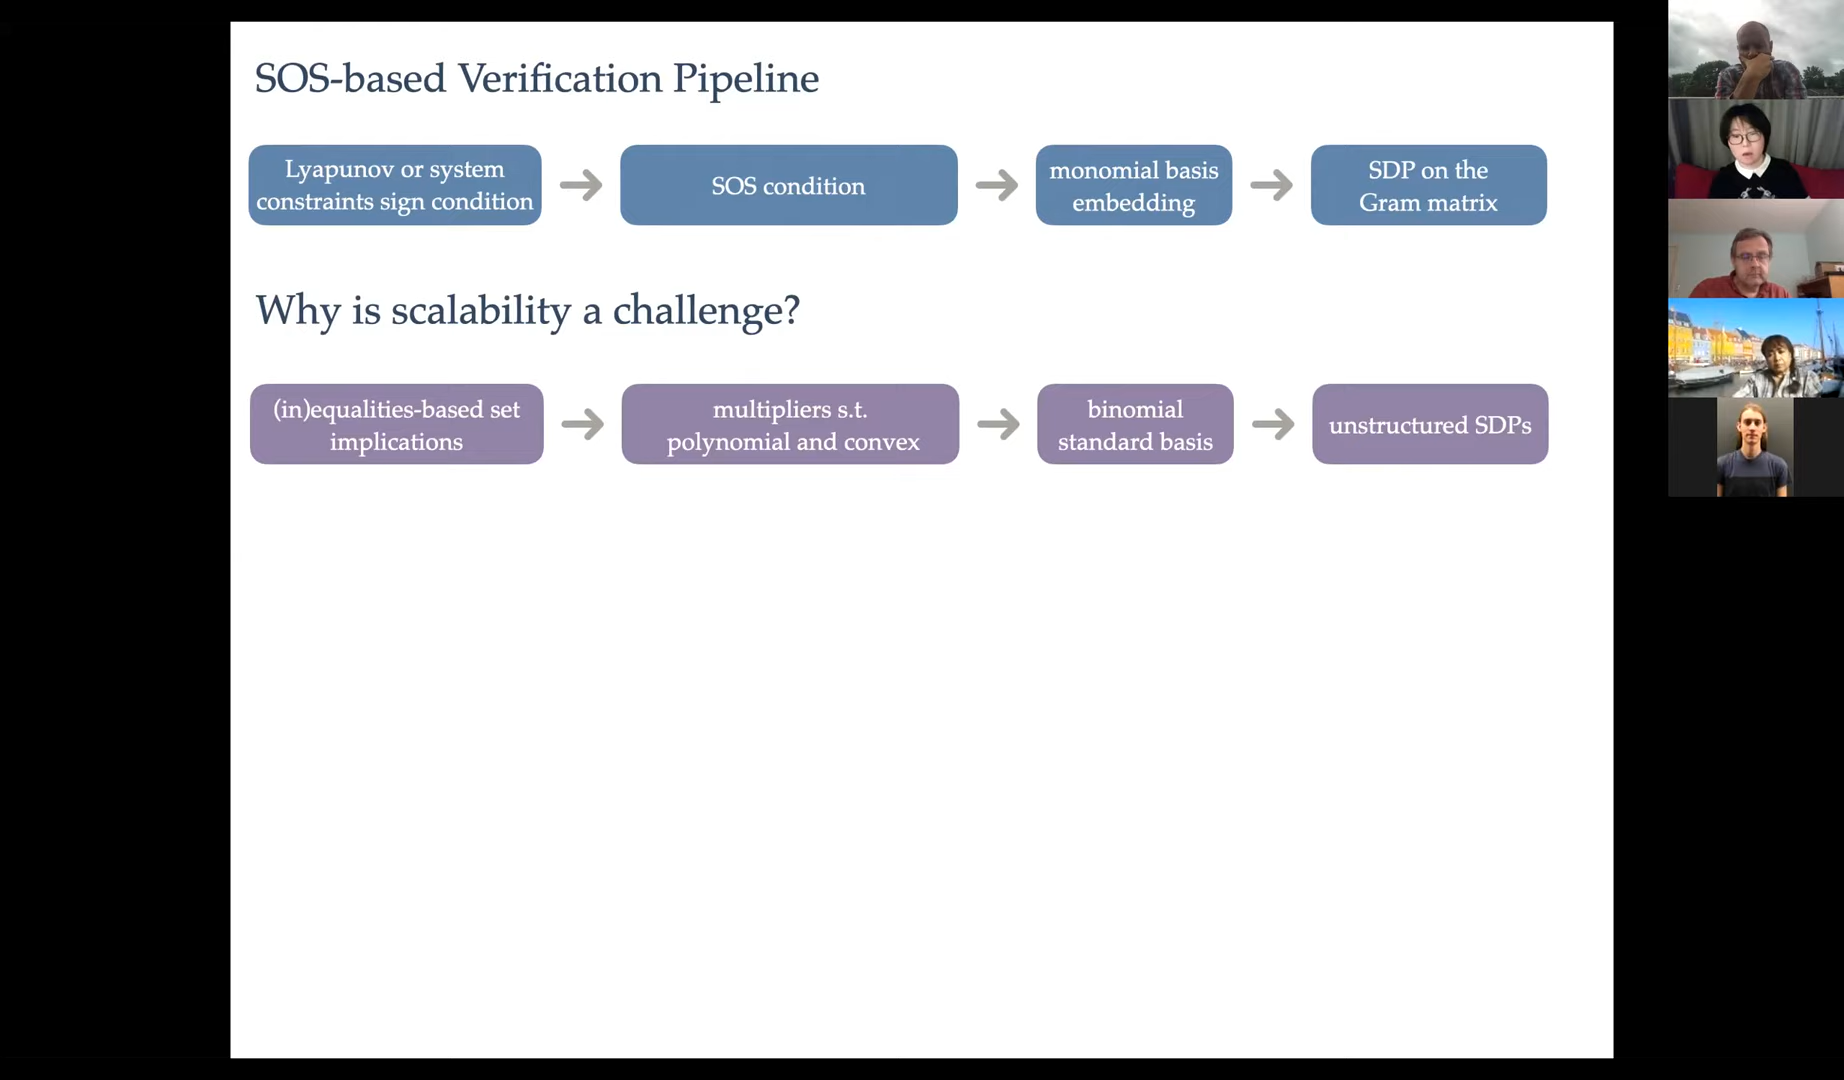 SOS-based Verification Pipeline
Lyapunov or system
constraints sign condition
SOS condition
monomial basis
embedding
SDP on the
Gram matrix
Why is scalability a challenge?
(in)equalities-based set
implications
multipliers s.t.
polynomial and convex
binomial
standard basis
unstructured SDPs